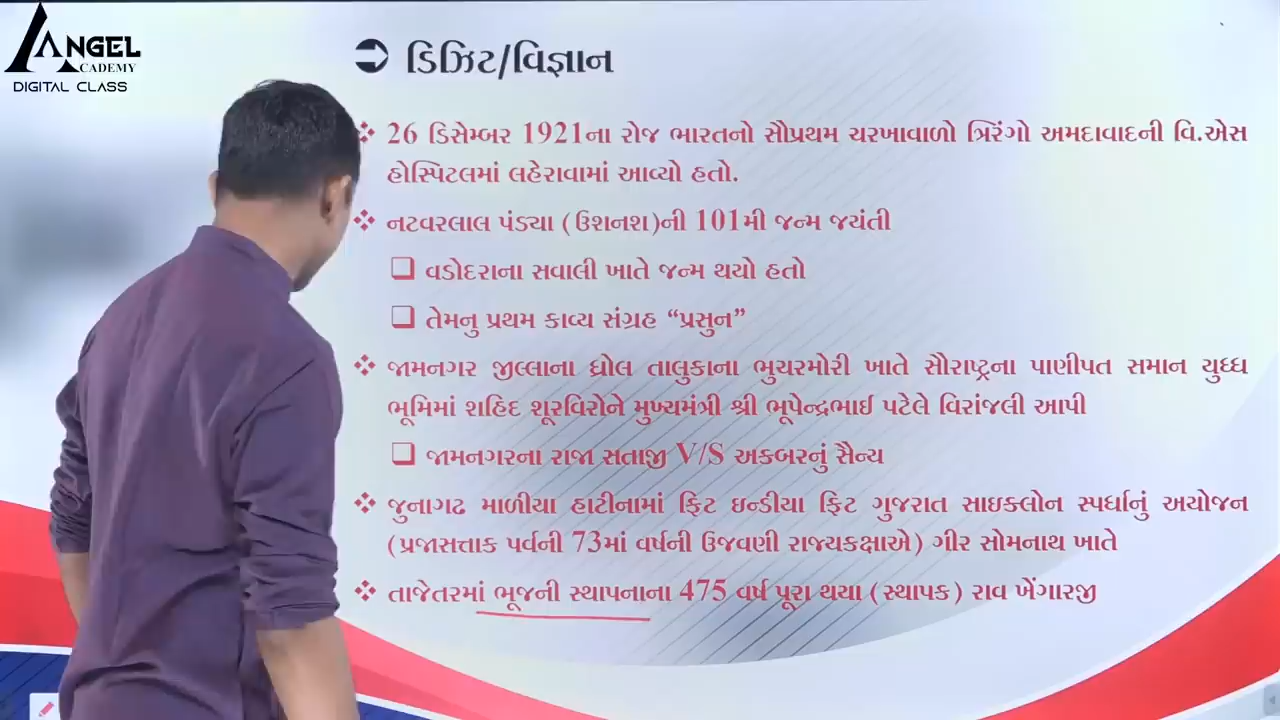 ANGEL
ACADEMY
DIGITAL CLASS
ડિઝિટ/વિજ્ઞાન
26 ડિસેમ્બર 1921ના રોજ ભારતનો સૌપ્રથમ ચરખાવાળો ત્રિરંગો અમદાવાદની વિ.એસ
હોસ્પિટલમાં લહેરાવામાં આવ્યો હતો.
નટવરલાલ પંડ્યા (ઉશનશ)ની 101મી જન્મ જયંતી
વડોદરાના સવાલી ખાતે જન્મ થયો હતો
તેમનુ પ્રથમ કાવ્ય સંગ્રહ “પ્રસુન”
જામનગર જીલ્લાના ધ્રોલ તાલુકાના ભુચરમોરી ખાતે સૌરાષ્ટ્રના પાણીપત સમાન યુધ્ધ
ભૂમિમાં શહિદ શૂરવિરોને મુખ્યમંત્રી શ્રી ભૂપેન્દ્રભાઈ પટેલે વિરાંજલી આપી
જામનગરના રાજા સતાજી V/S અકબરનું સૈન્ય
જુનાગઢ માળીયા હાટીનામાં ફિટ ઇન્ડીયા ફિટ ગુજરાત સાઇક્લોન સ્પર્ધાનું અયોજન
(પ્રજાસત્તાક પર્વની 73માં વર્ષની ઉજવણી રાજ્યકક્ષાએ) ગીર સોમનાથ ખાતે
તાજેતરમાં ભૂજની સ્થાપનાના 475 વર્ષ પૂરા થયા (સ્થાપક) રાવ ખેંગારજી